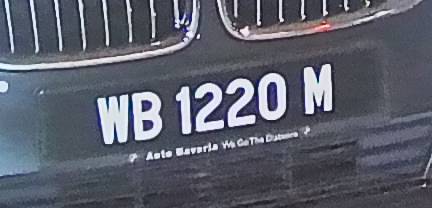 WB 1220 M
Auto Bavaria We Go The Distance